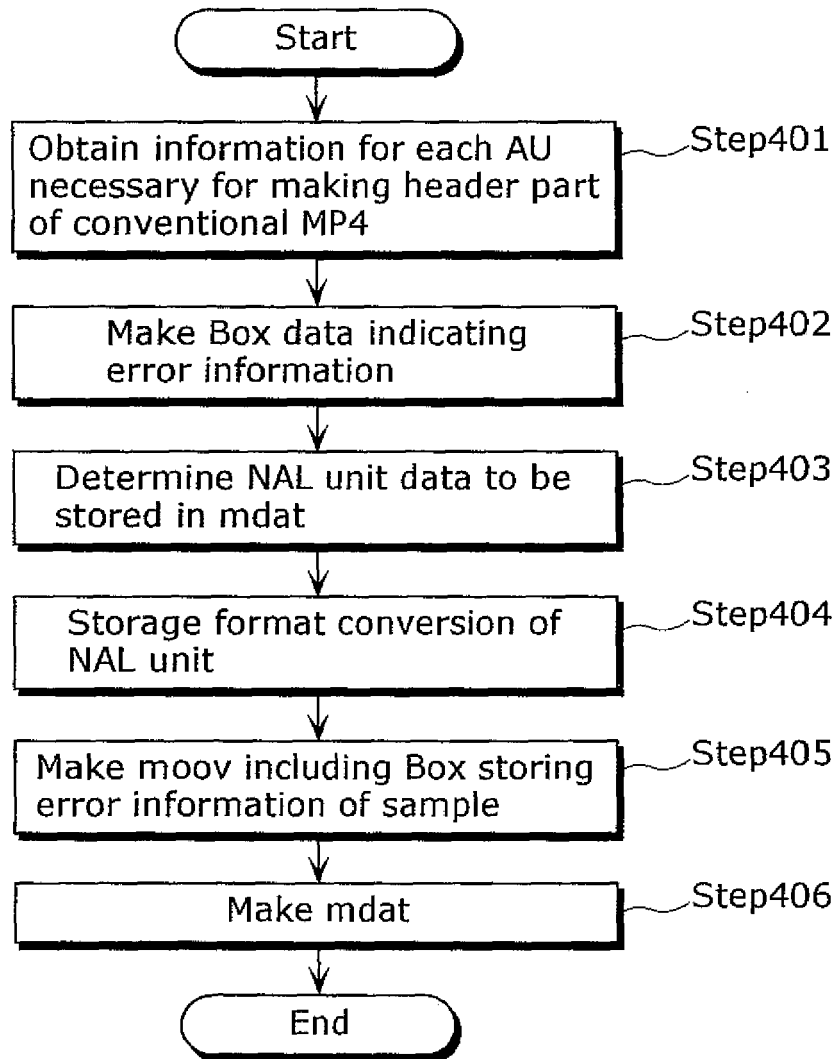 Start
Obtain information for each AU
necessary for making header part
of conventional MP4
Step401
Make Box data indicating
error information
Step402
Determine NAL unit data to be
stored in mdat
Step403
Storage format conversion of
NAL unit
Step404
Make moov including Box storing
error information of sample
Step405
Make mdat
Step406
End